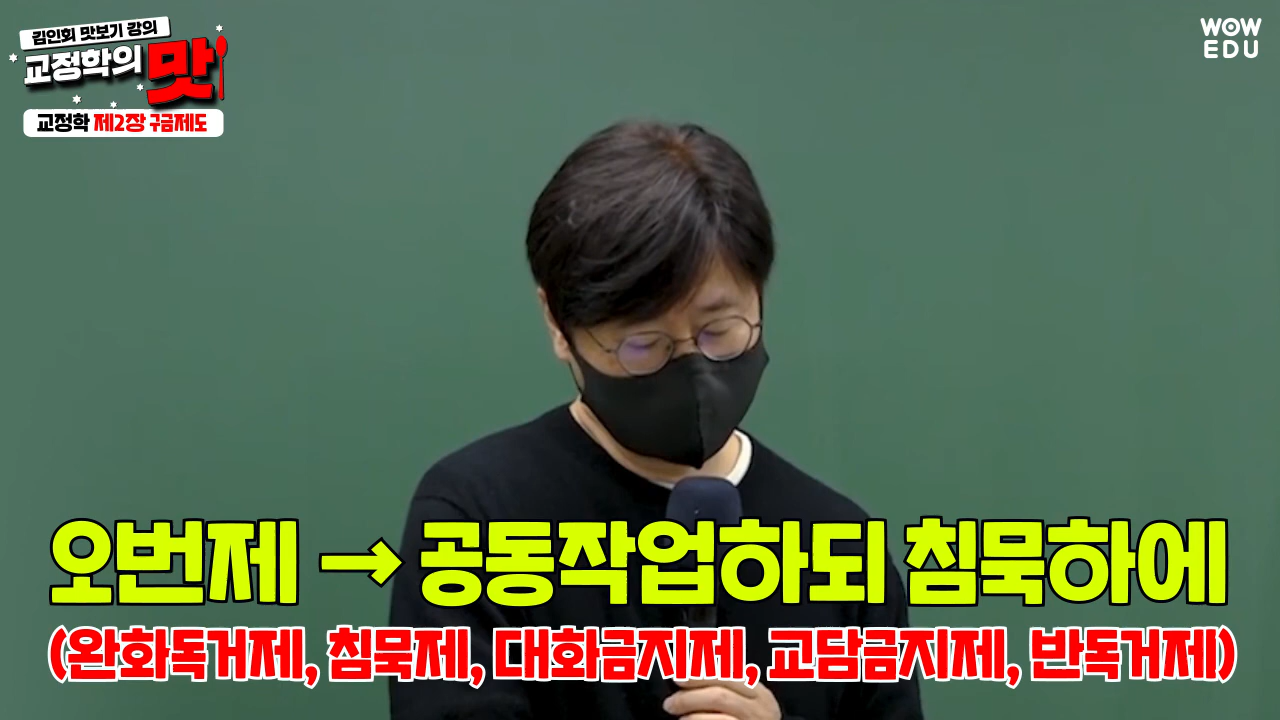 김인회 맛보기 강의
교정학의 맛
교정학 제2장 구금제도
WOW
EDU
오번제 → 공동작업하되 침묵하에
(완화독거제, 침묵제, 대화금지제, 교담금지제, 반독거제)